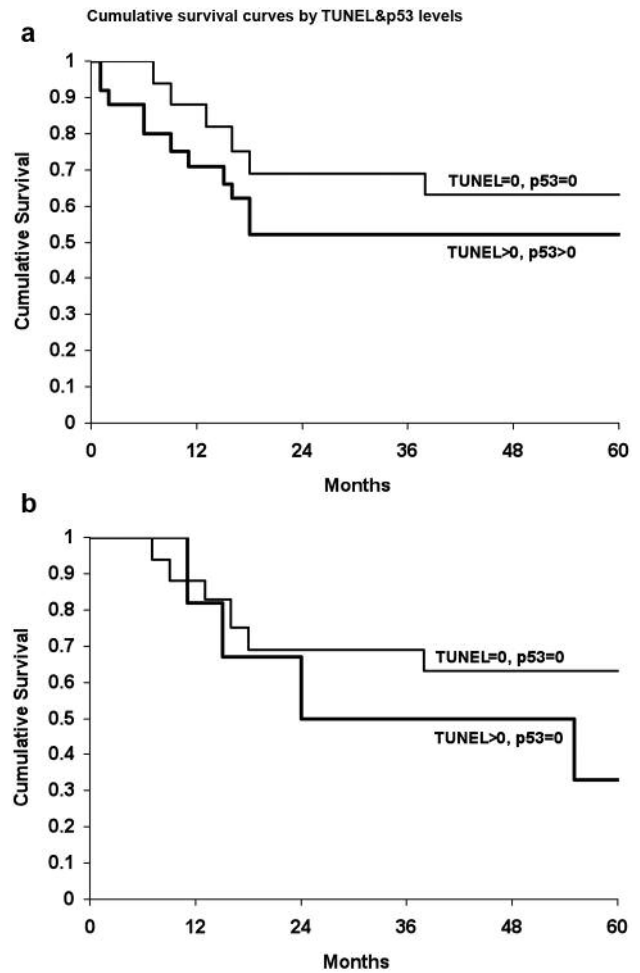 Cumulative survival curves by TUNEL&p53 levels
a
1
0.9
0.8
0.7
0.6
0.5
0.4
0.3
0.2
0.1
0
Cumulative Survival
TUNEL=0, p53=0
TUNEL>0, p53>0
0 12 24 36 48 60
Months
b
1
0.9
0.8
0.7
0.6
0.5
0.4
0.3
0.2
0.1
0
Cumulative Survival
TUNEL=0, p53=0
TUNEL>0, p53=0
0 12 24 36 48 60
Months